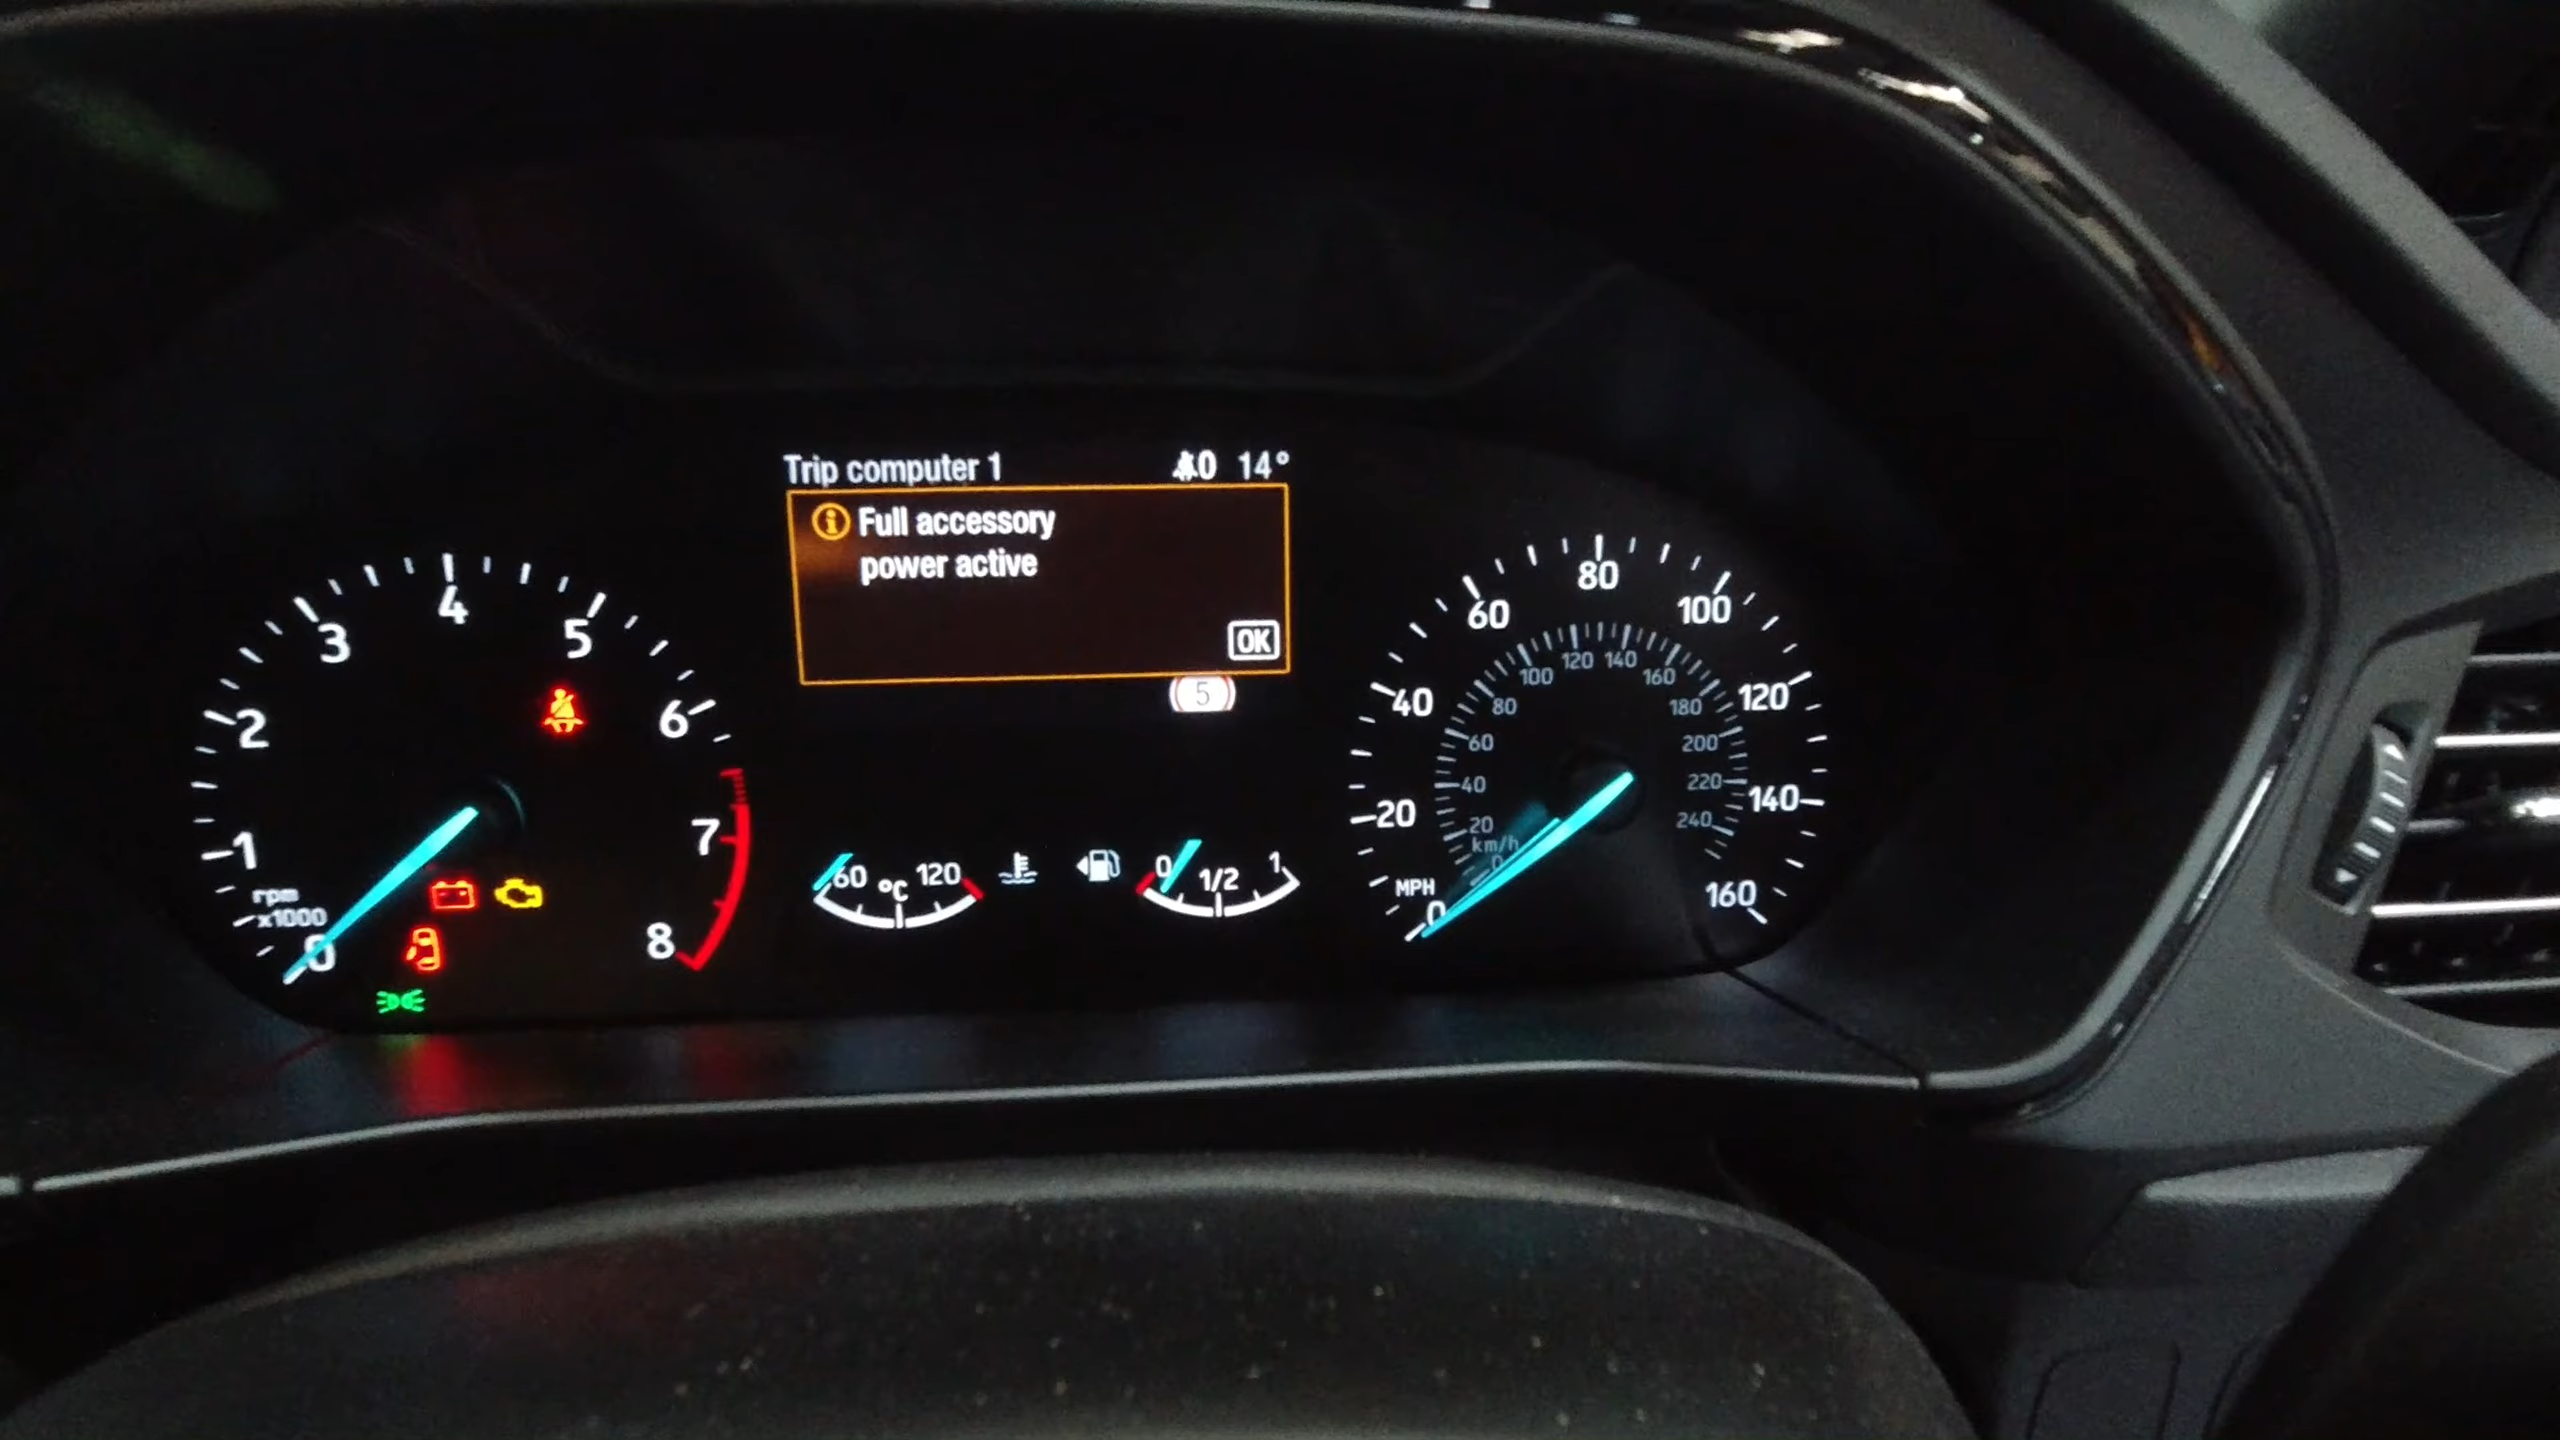 Trip computer 1 0 14°
Full accessory
power active
OK
5
0 1 2 3 4 5 6 7 8
rpm
x1000
60 °C 120
0 1/2 1
0 20 40 60 80 100 120 140 160
MPH
0 20 40 60 80 100 120 140 160 180 200 220 240
km/h